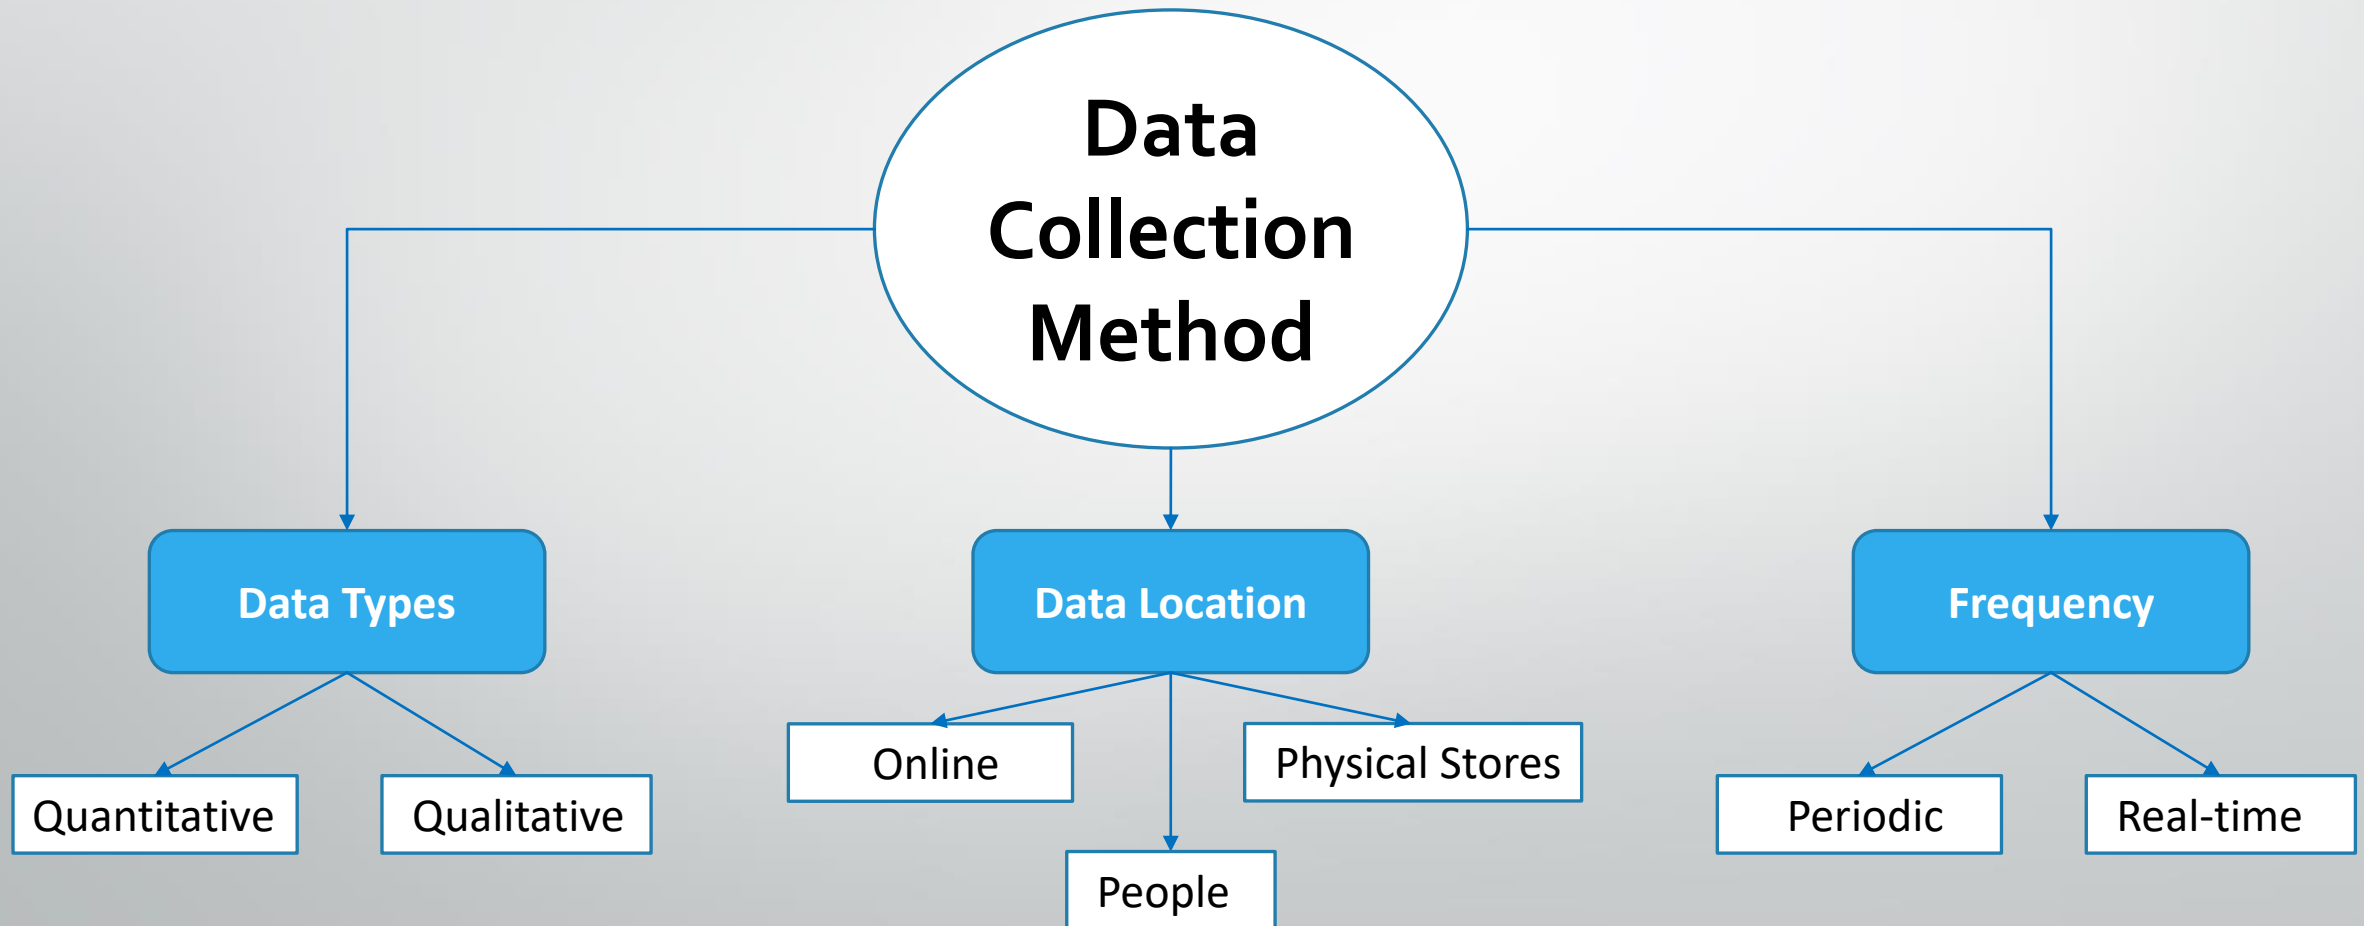 Data
Collection
Method
Data Types
Data Location
Frequency
Online
Physical Stores
Quantitative
Qualitative
Periodic
Real-time
People